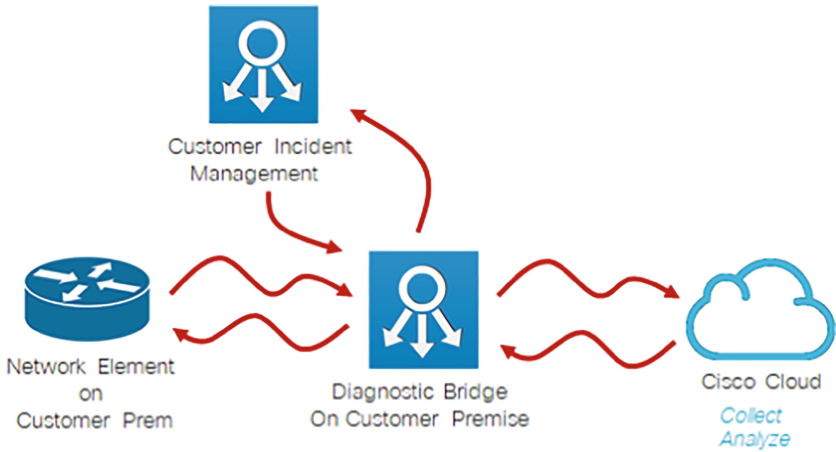 Customer Incident
Management
Network Element
on
Customer Prem
Diagnostic Bridge
On Customer Premise
Cisco Cloud
Collect
Analyze